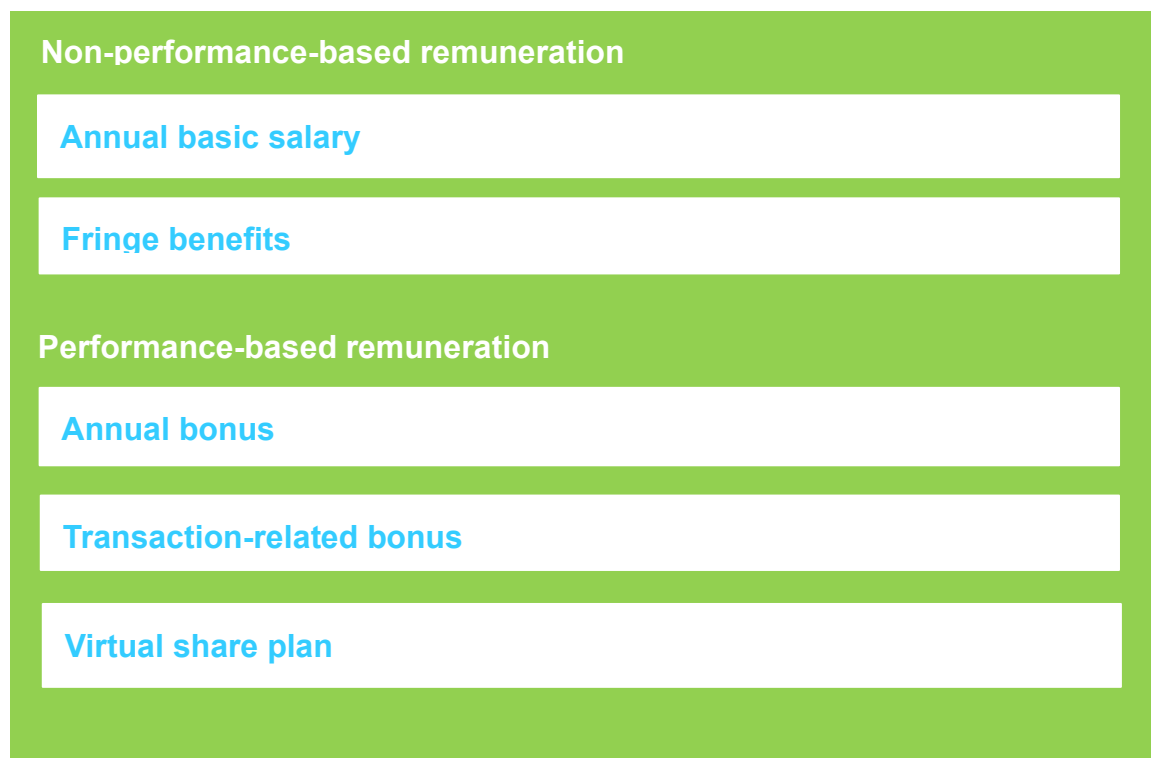 Non-performance-based remuneration
Annual basic salary
Fringe benefits
Performance-based remuneration
Annual bonus
Transaction-related bonus
Virtual share plan